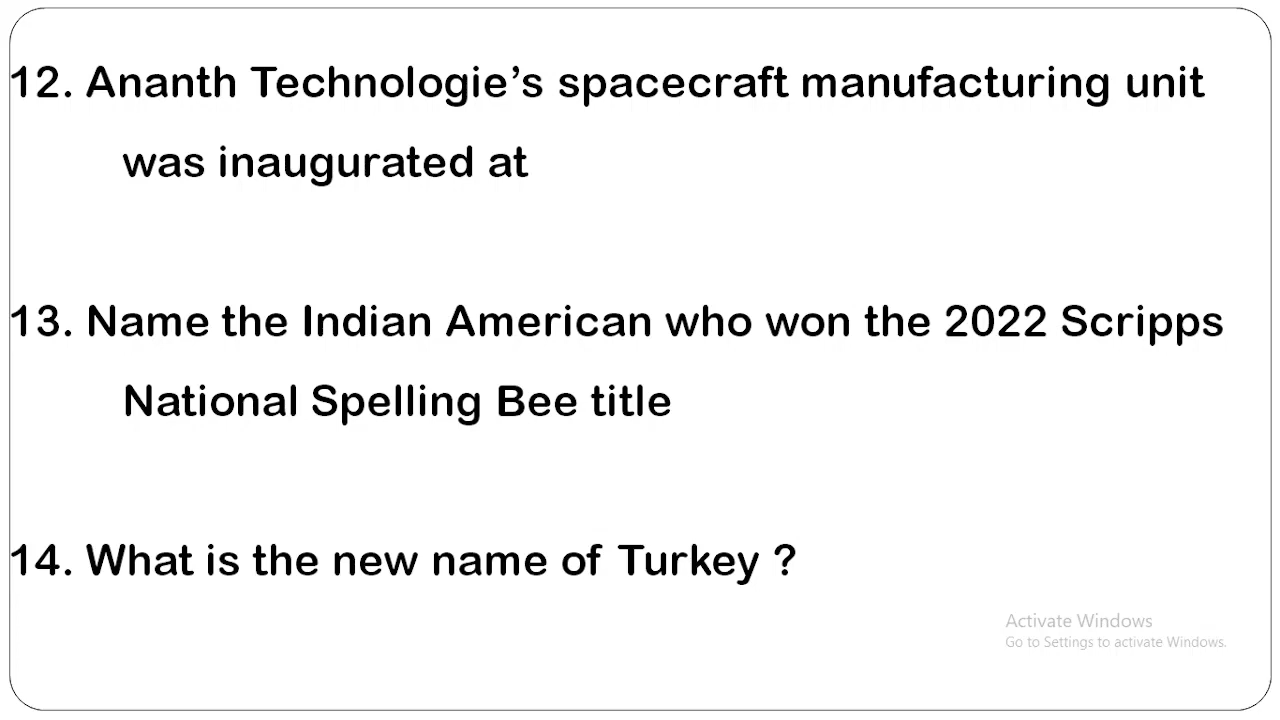 12. Ananth Technologie’s spacecraft manufacturing unit
was inaugurated at
13. Name the Indian American who won the 2022 Scripps
National Spelling Bee title
14. What is the new name of Turkey ?
Activate Windows
Go to Settings to activate Windows.